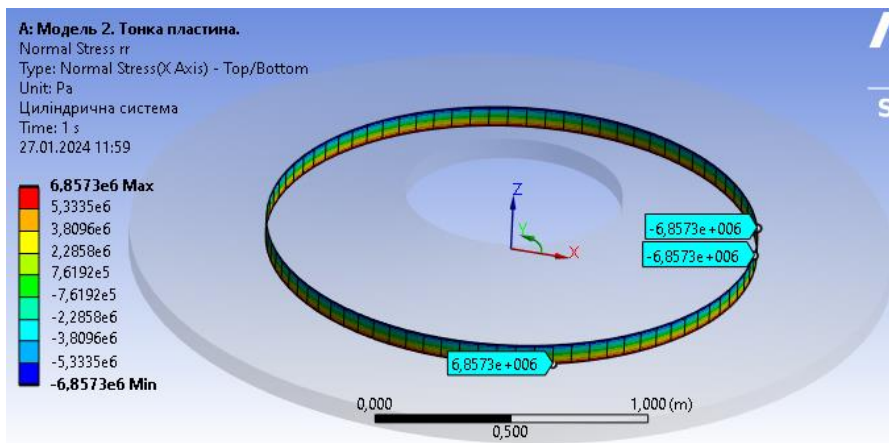 A: Модель 2. Тонка пластина.
Normal Stress rr
Type: Normal Stress(X Axis) - Top/Bottom
Unit: Pa
Циліндрична система
Time: 1 s
27.01.2024 11:59
6,8573e6 Max
5,3335e6
3,8096e6
2,2858e6
7,6192e5
-7,6192e5
-2,2858e6
-3,8096e6
-5,3335e6
-6,8573e6 Min
Z
Y
X
-6,8573e+006
-6,8573e+006
6,8573e+006
0,000
1,000 (m)
0,500